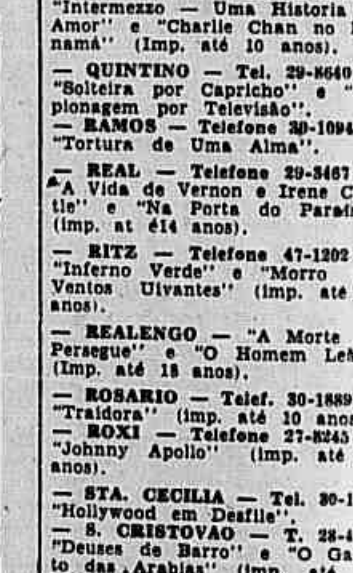 "Intermezzo — Uma Historia
Amor" e "Charlie Chan no
namá" (Imp. até 10 anos).
— QUINTINO — Tel. 29-8640
"Solteira por Capricho" e "
pionagem por Televisão".
— RAMOS — Telefone 30-1094
"Tortura de Uma Alma".
— REAL — Telefone 29-3467
"A Vida de Vernon e Irene C
tle" e "Na Porta do Paraí
(imp. at é14 anos).
— RITZ — Telefone 47-1202
"Inferno Verde" e "Morro
Ventos Uivantes" (imp. até
anos).
— REALENGO — "A Morte
Persegue" e "O Homem Le
(Imp. até 18 anos).
— ROSARIO — Telef. 30-1889
"Traidora" (imp. até 10 anos
— ROXI — Telefone 27-8245
"Johnny Apollo" (imp. até
anos).
— STA. CECILIA — Tel. 30-1
"Hollywood em Desfile".
— S. CRISTOVAO — T. 28-4
"Deuses de Barro" e "O Ga
to das Arabias" (imp. até